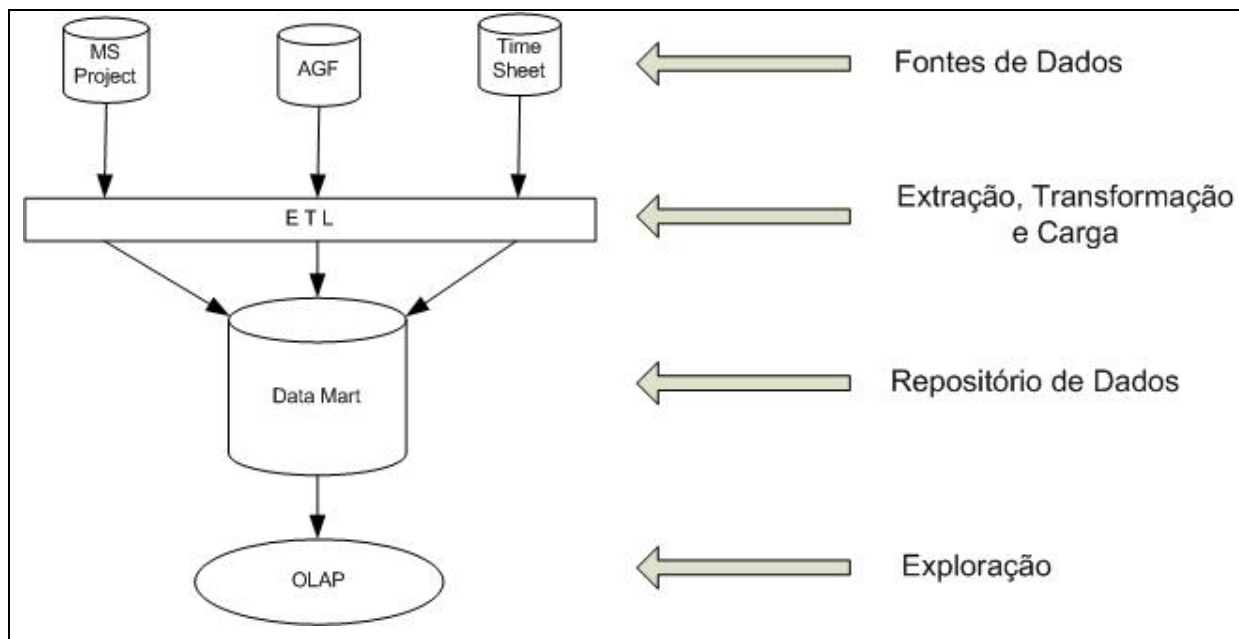 MS
Project
AGF
Time
Sheet
Fontes de Dados
E T L
Extração, Transformação
e Carga
Data Mart
Repositório de Dados
OLAP
Exploração